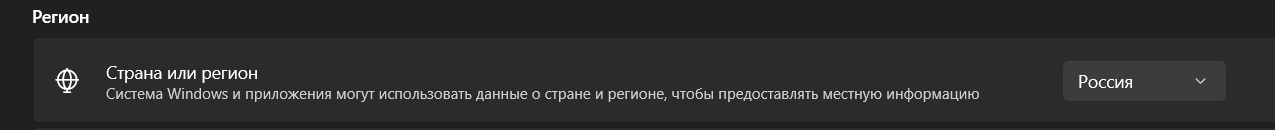 Регион
Страна или регион
Система Windows и приложения могут использовать данные о стране и регионе, чтобы предоставлять местную информацию
Россия